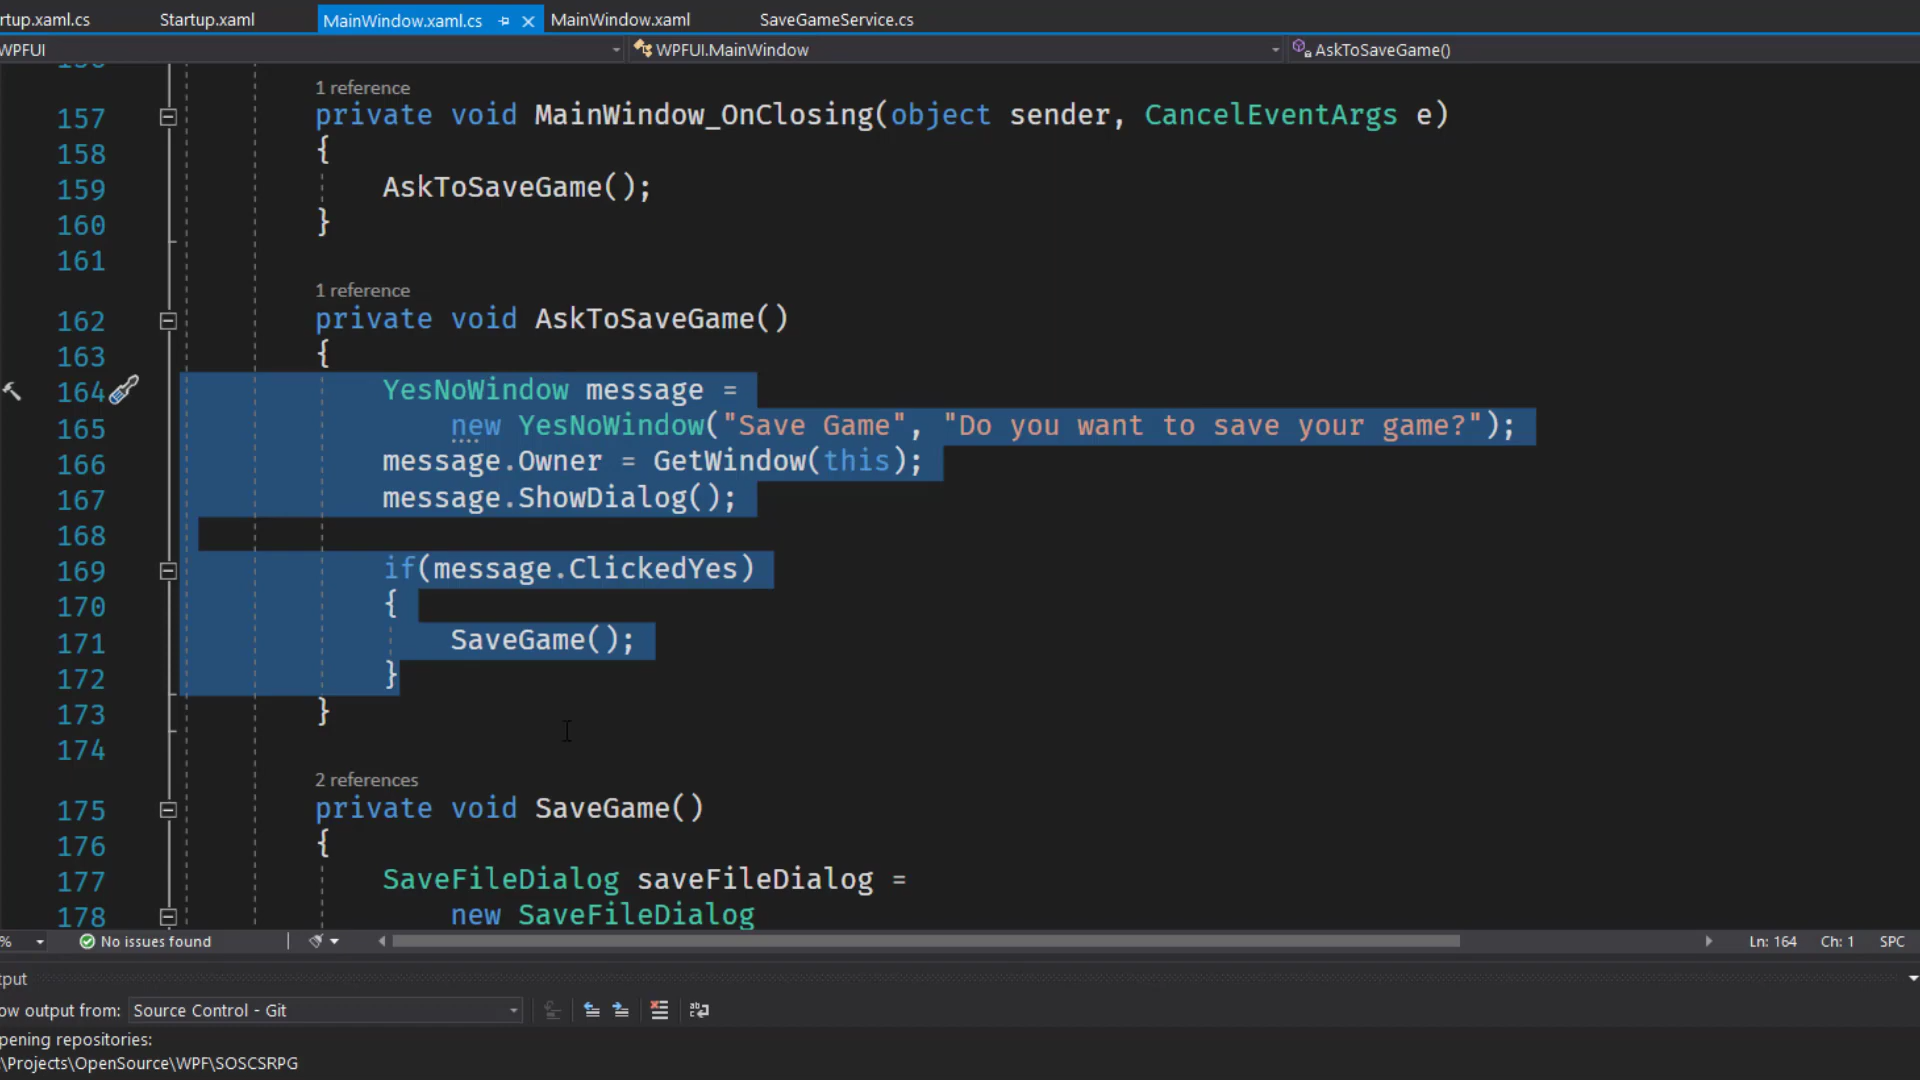 rtup.xaml.cs Startup.xaml MainWindow.xaml.cs MainWindow.xaml SaveGameService.cs
WPFUI WPFUI.MainWindow AskToSaveGame()
1 reference
157 private void MainWindow_OnClosing(object sender, CancelEventArgs e)
158 {
159 AskToSaveGame();
160 }
161
1 reference
162 private void AskToSaveGame()
163 {
164 YesNoWindow message =
165 new YesNoWindow("Save Game", "Do you want to save your game?");
166 message.Owner = GetWindow(this);
167 message.ShowDialog();
168
169 if(message.ClickedYes)
170 {
171 SaveGame();
172 }
173 }
174
2 references
175 private void SaveGame()
176 {
177 SaveFileDialog saveFileDialog =
178 new SaveFileDialog
% No issues found Ln: 164 Ch: 1 SPC
tput
ow output from: Source Control - Git
pening repositories:
:\Projects\OpenSource\WPF\SOSCSRPG